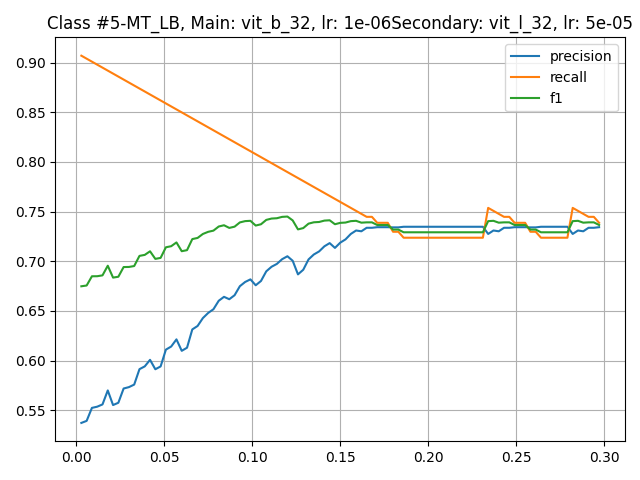 Class #5-MT_LB, Main: vit_b_32, lr: 1e-06Secondary: vit_l_32, lr: 5e-05
precision
recall
f1
0.90
0.85
0.80
0.75
0.70
0.65
0.60
0.55
0.00 0.05 0.10 0.15 0.20 0.25 0.30